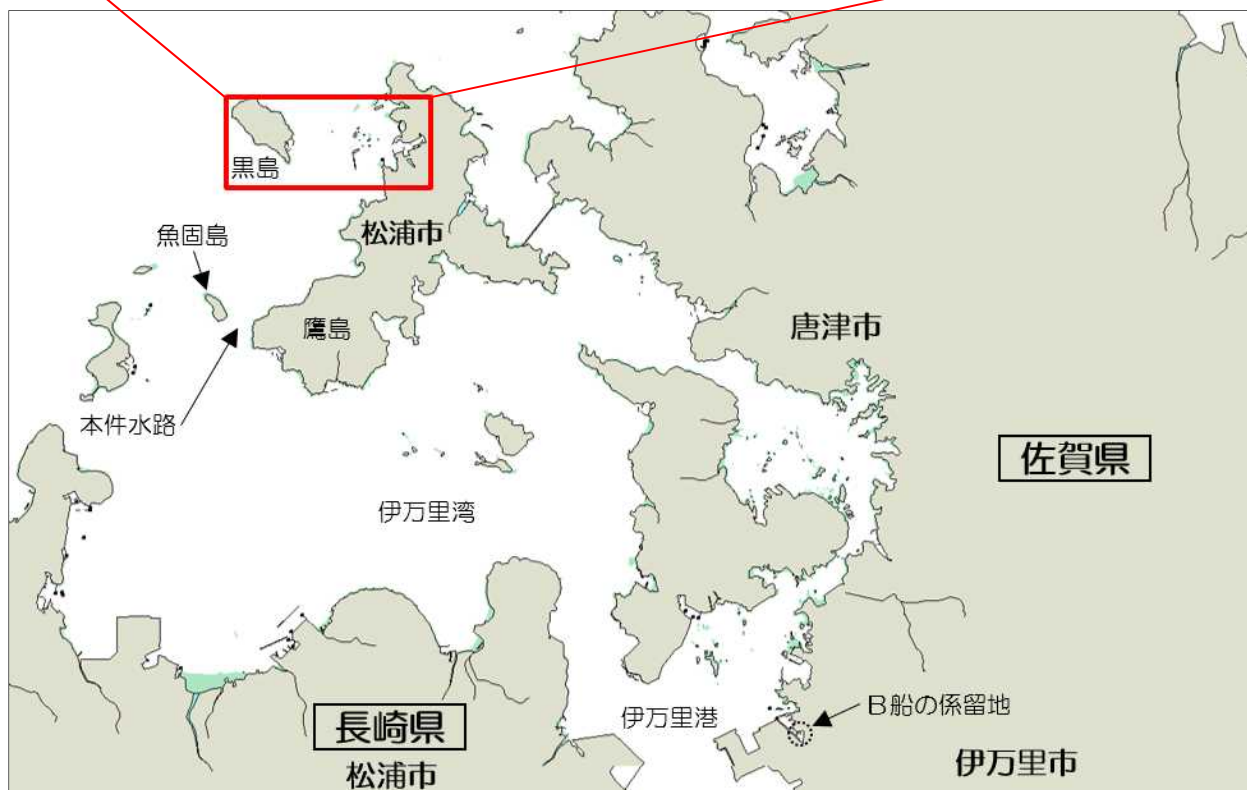 黒島
魚固島
松浦市
鷹島
唐津市
本件水路
佐賀県
伊万里湾
B船の係留地
長崎県
伊万里港
松浦市
伊万里市